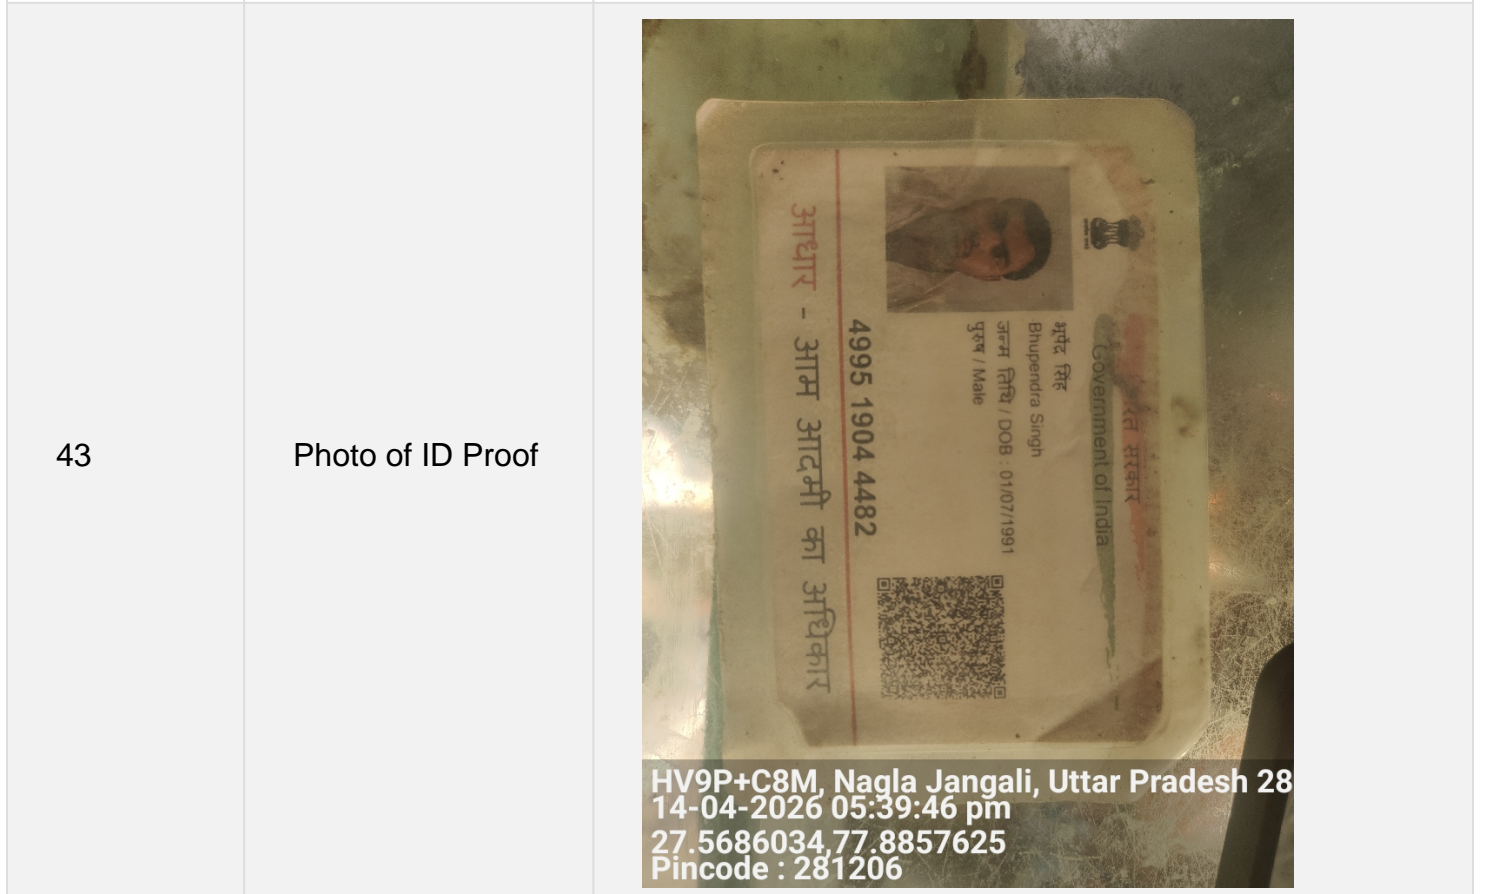 43
Photo of ID Proof
भारत सरकार
Government of India
भूपेंद्र सिंह
Bhupendra Singh
जन्म तिथि / DOB : 01/07/1991
पुरुष / Male
4995 1904 4482
आधार - आम आदमी का अधिकार
HV9P+C8M, Nagla Jangali, Uttar Pradesh 28
14-04-2026 05:39:46 pm
27.5686034,77.8857625
Pincode : 281206